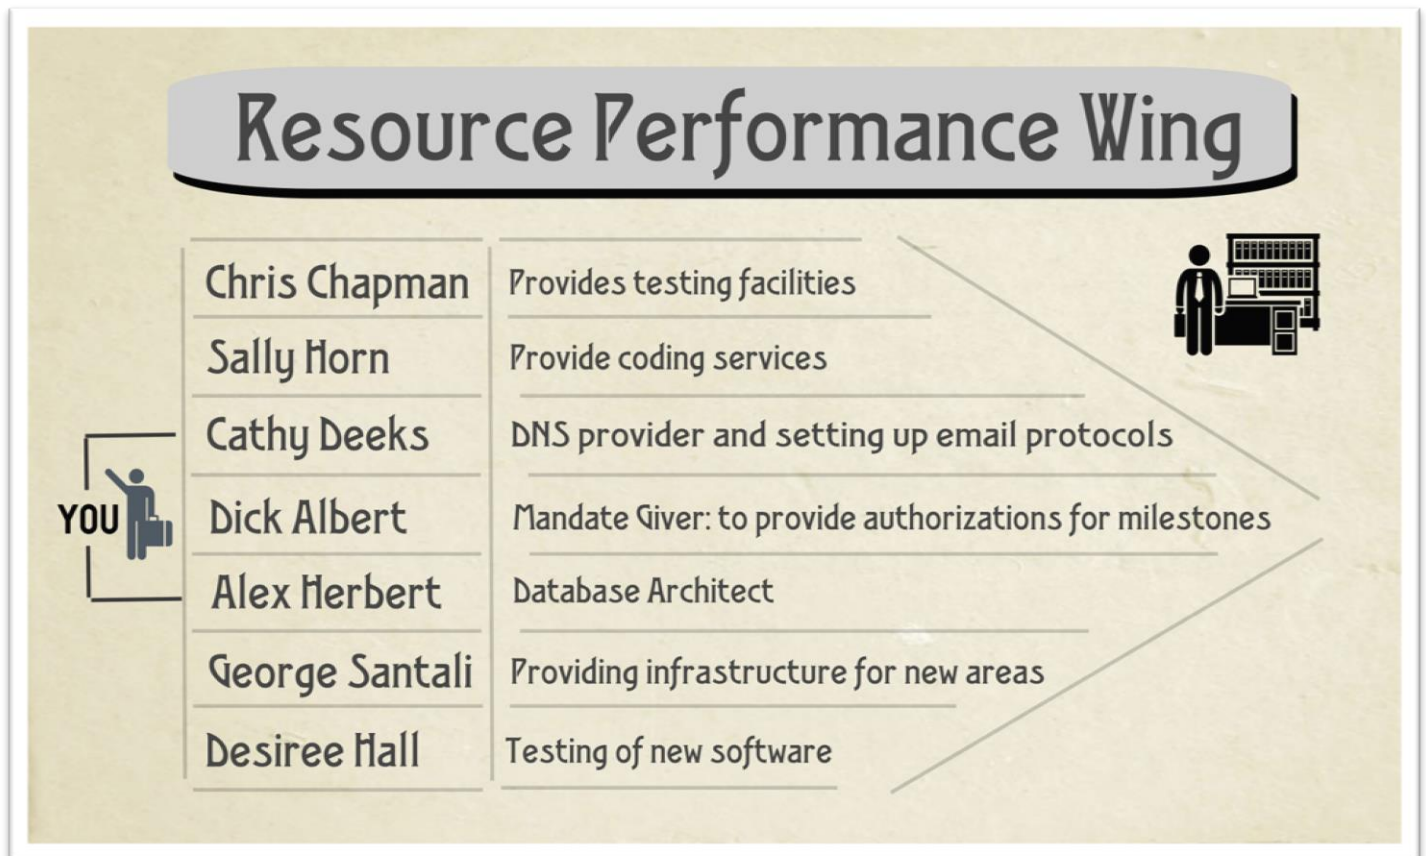 Resource Performance Wing
Chris Chapman Provides testing facilities
Sally Horn Provide coding services
Cathy Deeks DNS provider and setting up email protocols
YOU Dick Albert Mandate Giver: to provide authorizations for milestones
Alex Herbert Database Architect
George Santali Providing infrastructure for new areas
Desiree Hall Testing of new software